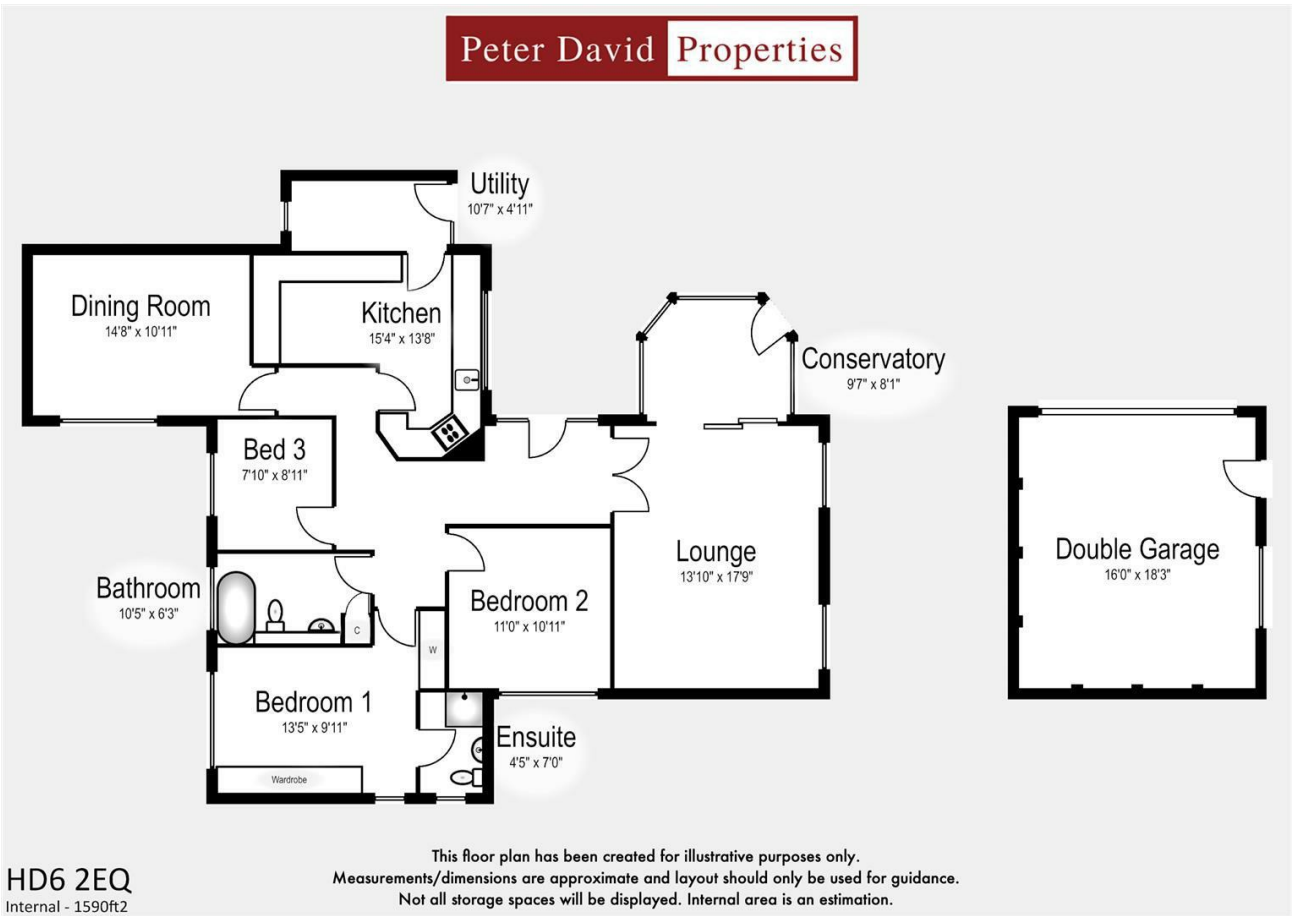 Peter David Properties
Utility
10'7" x 4'11"
Dining Room
14'8" x 10'11"
Kitchen
15'4" x 13'8"
Conservatory
9'7" x 8'1"
Bed 3
7'10" x 8'11"
Lounge
13'10" x 17'9"
Double Garage
16'0" x 18'3"
Bathroom
10'5" x 6'3"
C
Bedroom 2
11'0" x 10'11"
W
Bedroom 1
13'5" x 9'11"
Ensuite
4'5" x 7'0"
Wardrobe
This floor plan has been created for illustrative purposes only.
Measurements/dimensions are approximate and layout should only be used for guidance.
Not all storage spaces will be displayed. Internal area is an estimation.
HD6 2EQ
Internal - 1590ft2